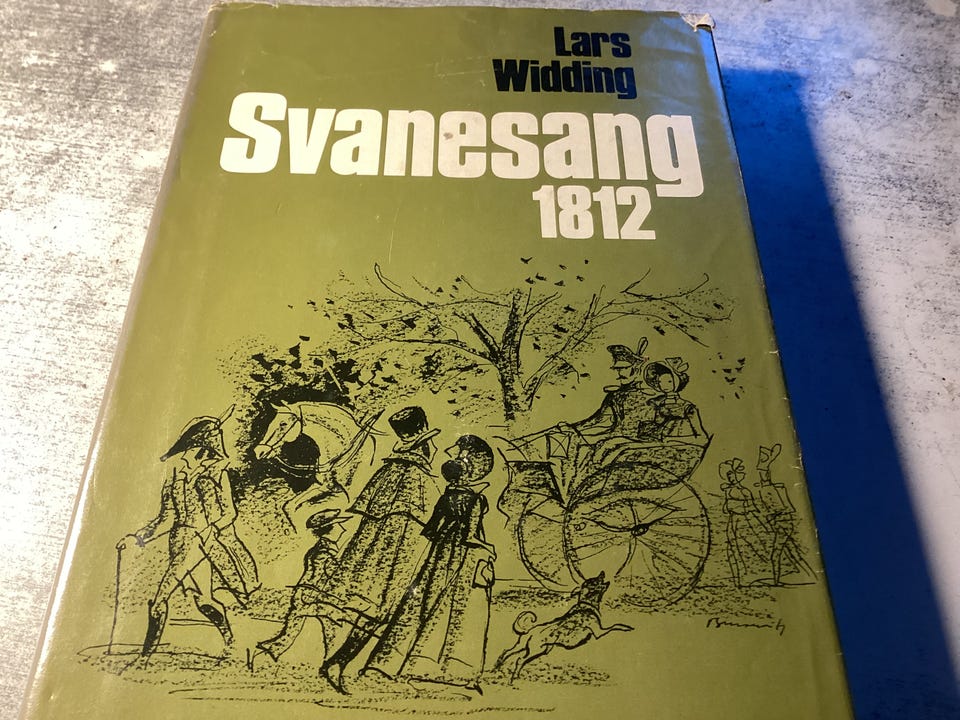 Lars
Widding
Svanesang
1812